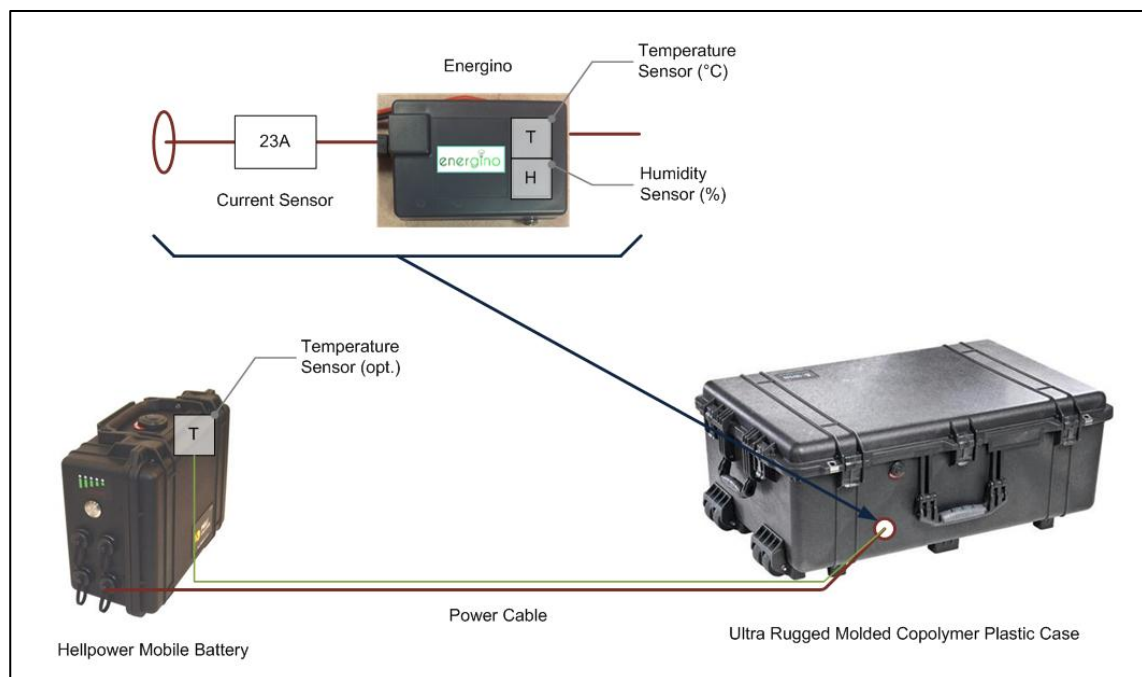 Temperature
Sensor (°C)
Energino
23A
T
energino
H
Humidity
Sensor (%)
Current Sensor
Temperature
Sensor (opt.)
T
Power Cable
Ultra Rugged Molded Copolymer Plastic Case
Hellpower Mobile Battery